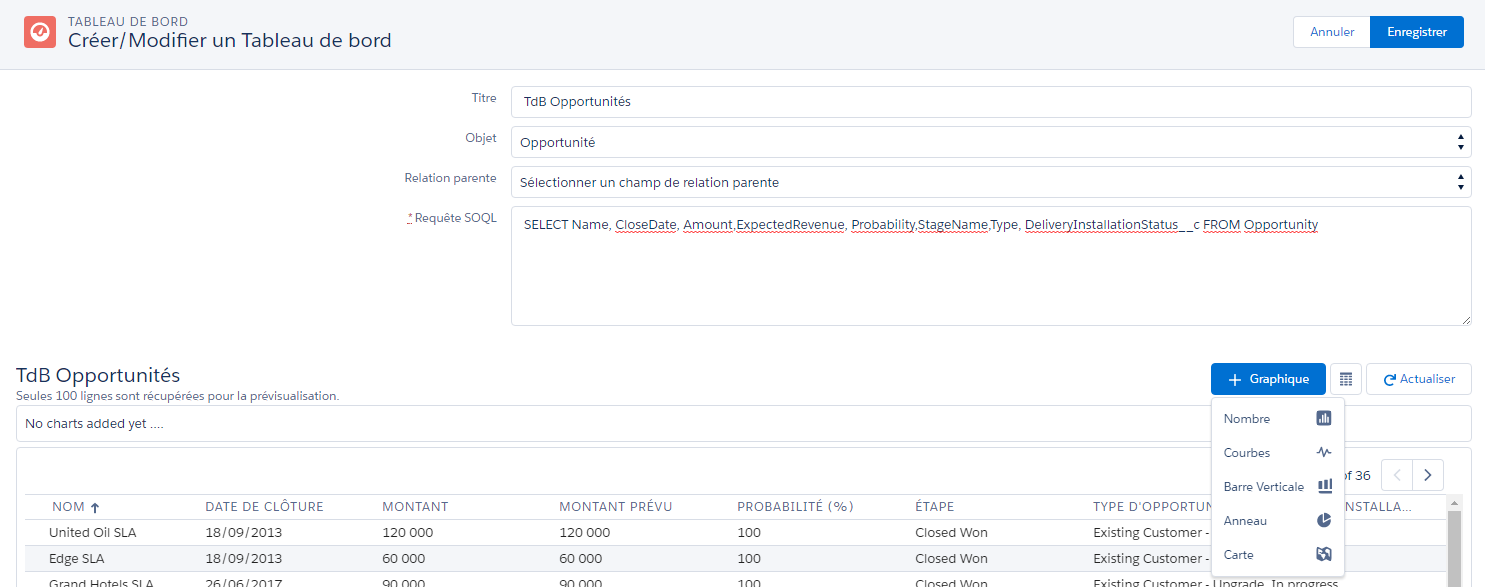 TABLEAU DE BORD
Créer/Modifier un Tableau de bord
Annuler
Enregistrer
Titre
TdB Opportunités
Objet
Opportunité
Relation parente
Sélectionner un champ de relation parente
* Requête SOQL
SELECT Name, CloseDate, Amount,ExpectedRevenue, Probability,StageName,Type, DeliveryInstallationStatus__c FROM Opportunity
TdB Opportunités
Seules 100 lignes sont récupérées pour la prévisualisation.
+ Graphique
Actualiser
No charts added yet ....
Nombre
Courbes
Barre Verticale
Anneau
Carte
of 36
NOM DATE DE CLÔTURE MONTANT MONTANT PRÉVU PROBABILITÉ (%) ÉTAPE TYPE D'OPPORTUN NSTALLA...
United Oil SLA 18/09/2013 120 000 120 000 100 Closed Won Existing Customer -
Edge SLA 18/09/2013 60 000 60 000 100 Closed Won Existing Customer -
Grand Hotels SLA 26/06/2017 90 000 90 000 100 Closed Won Existing Customer - Upgrade In progress